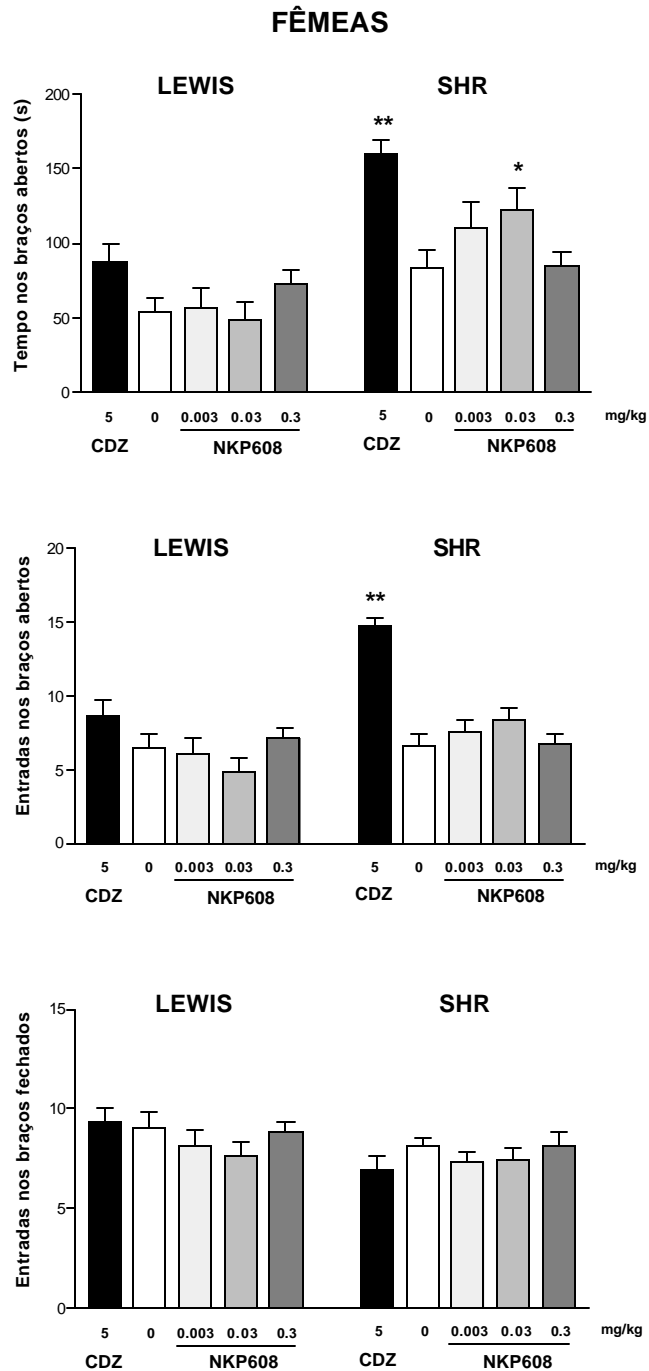 FÊMEAS
LEWIS SHR
Tempo nos braços abertos (s)
200
150
100
50
0
** *
5 0 0.003 0.03 0.3 5 0 0.003 0.03 0.3 mg/kg
CDZ NKP608 CDZ NKP608
LEWIS SHR
Entradas nos braços abertos
20
15
10
5
0
**
5 0 0.003 0.03 0.3 5 0 0.003 0.03 0.3 mg/kg
CDZ NKP608 CDZ NKP608
LEWIS SHR
Entradas nos braços fechados
15
10
5
0
5 0 0.003 0.03 0.3 5 0 0.003 0.03 0.3 mg/kg
CDZ NKP608 CDZ NKP608